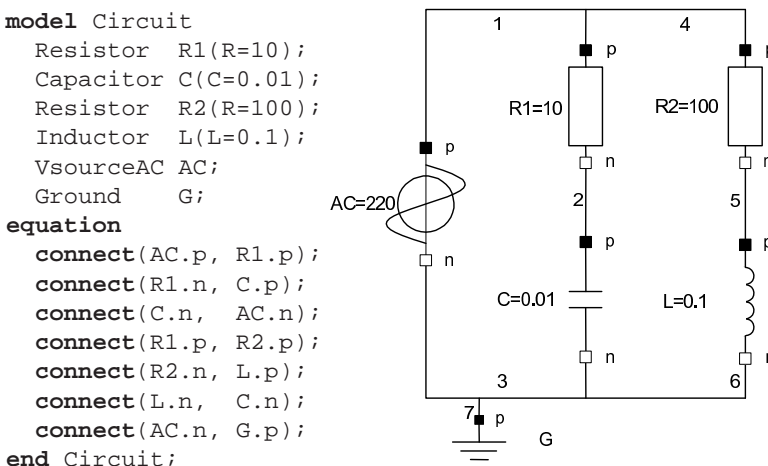 model Circuit
Resistor R1(R=10);
Capacitor C(C=0.01);
Resistor R2(R=100);
Inductor L(L=0.1);
VsourceAC AC;
Ground G;
equation
connect(AC.p, R1.p);
connect(R1.n, C.p);
connect(C.n, AC.n);
connect(R1.p, R2.p);
connect(R2.n, L.p);
connect(L.n, C.n);
connect(AC.n, G.p);
end Circuit;
1
4
p
p
R1=10
R2=100
p
n
n
AC=220
2
5
n
p
p
C=0.01
L=0.1
n
n
3
6
7
p
G